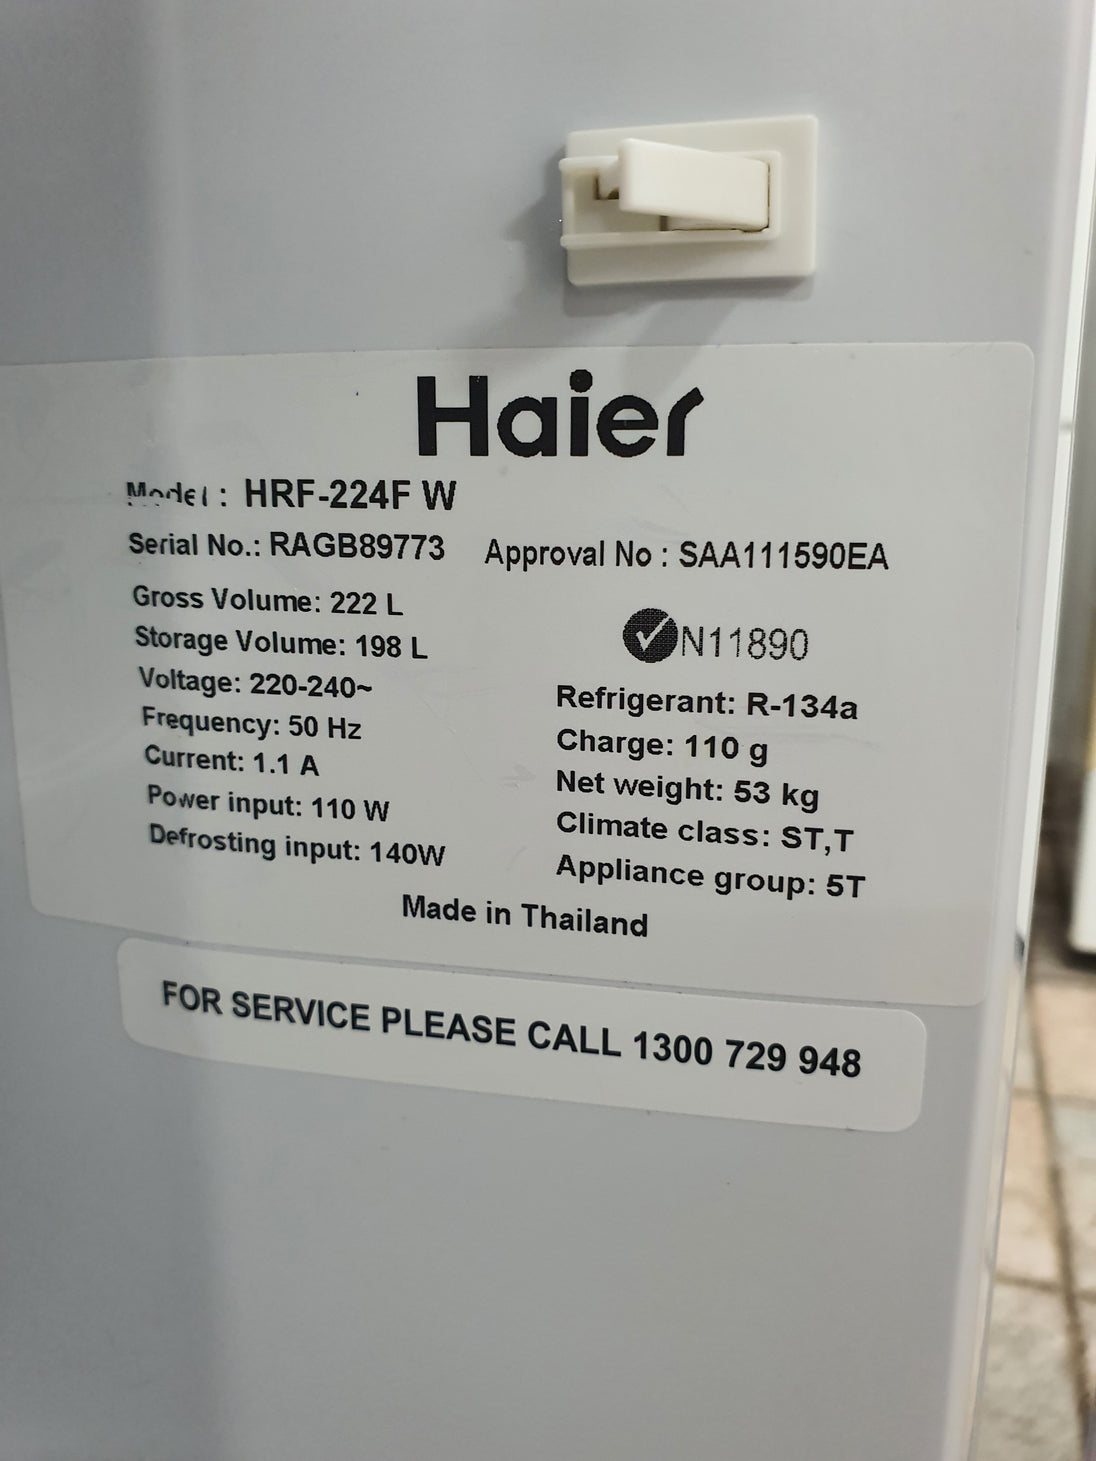 Haier
Model : HRF-224F W
Serial No.: RAGB89773 Approval No : SAA111590EA
Gross Volume: 222 L
Storage Volume: 198 L
Voltage: 220-240~
Frequency: 50 Hz
Current: 1.1 A
Power input: 110 W
Defrosting input: 140W
N11890
Refrigerant: R-134a
Charge: 110 g
Net weight: 53 kg
Climate class: ST,T
Appliance group: 5T
Made in Thailand
FOR SERVICE PLEASE CALL 1300 729 948